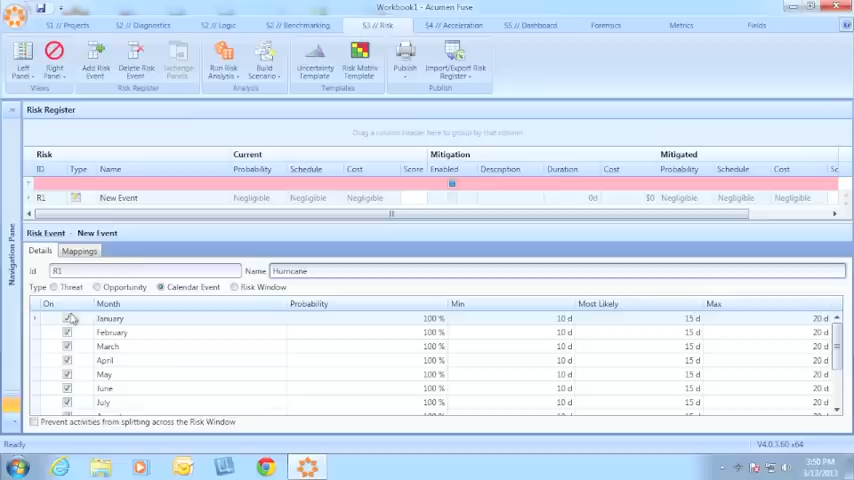 Workbook1 - Acumen Fuse
S1 // Projects S2 // Diagnostics S2 // Logic S2 // Benchmarking S3 // Risk S4 // Acceleration S5 // Dashboard Forensics Metrics Fields
Left Panel Right Panel Add Risk Event Delete Risk Event Exchange Panels Run Risk Analysis Build Scenario Uncertainty Template Risk Matrix Template Publish Import/Export Risk Register
Views Risk Register Analysis Templates Publish
Risk Register
Drag a column header here to group by that column
Risk Current Mitigation Mitigated
ID Type Name Probability Schedule Cost Score Enabled Description Duration Cost Probability Schedule Cost Sc
R1 New Event Negligible Negligible Negligible 0d $0 Negligible Negligible Negligible
Risk Event - New Event
Details Mappings
Id R1 Name Hurricane
Type Threat Opportunity Calendar Event Risk Window
On Month Probability Min Most Likely Max
January 100 % 10 d 15 d 20 d
February 100 % 10 d 15 d 20 d
March 100 % 10 d 15 d 20 d
April 100 % 10 d 15 d 20 d
May 100 % 10 d 15 d 20 d
June 100 % 10 d 15 d 20 d
July 100 % 10 d 15 d 20 d
Prevent activities from splitting across the Risk Window
Navigation Pane
Ready V4.0.3.60 x64
3:50 PM
3/13/2013